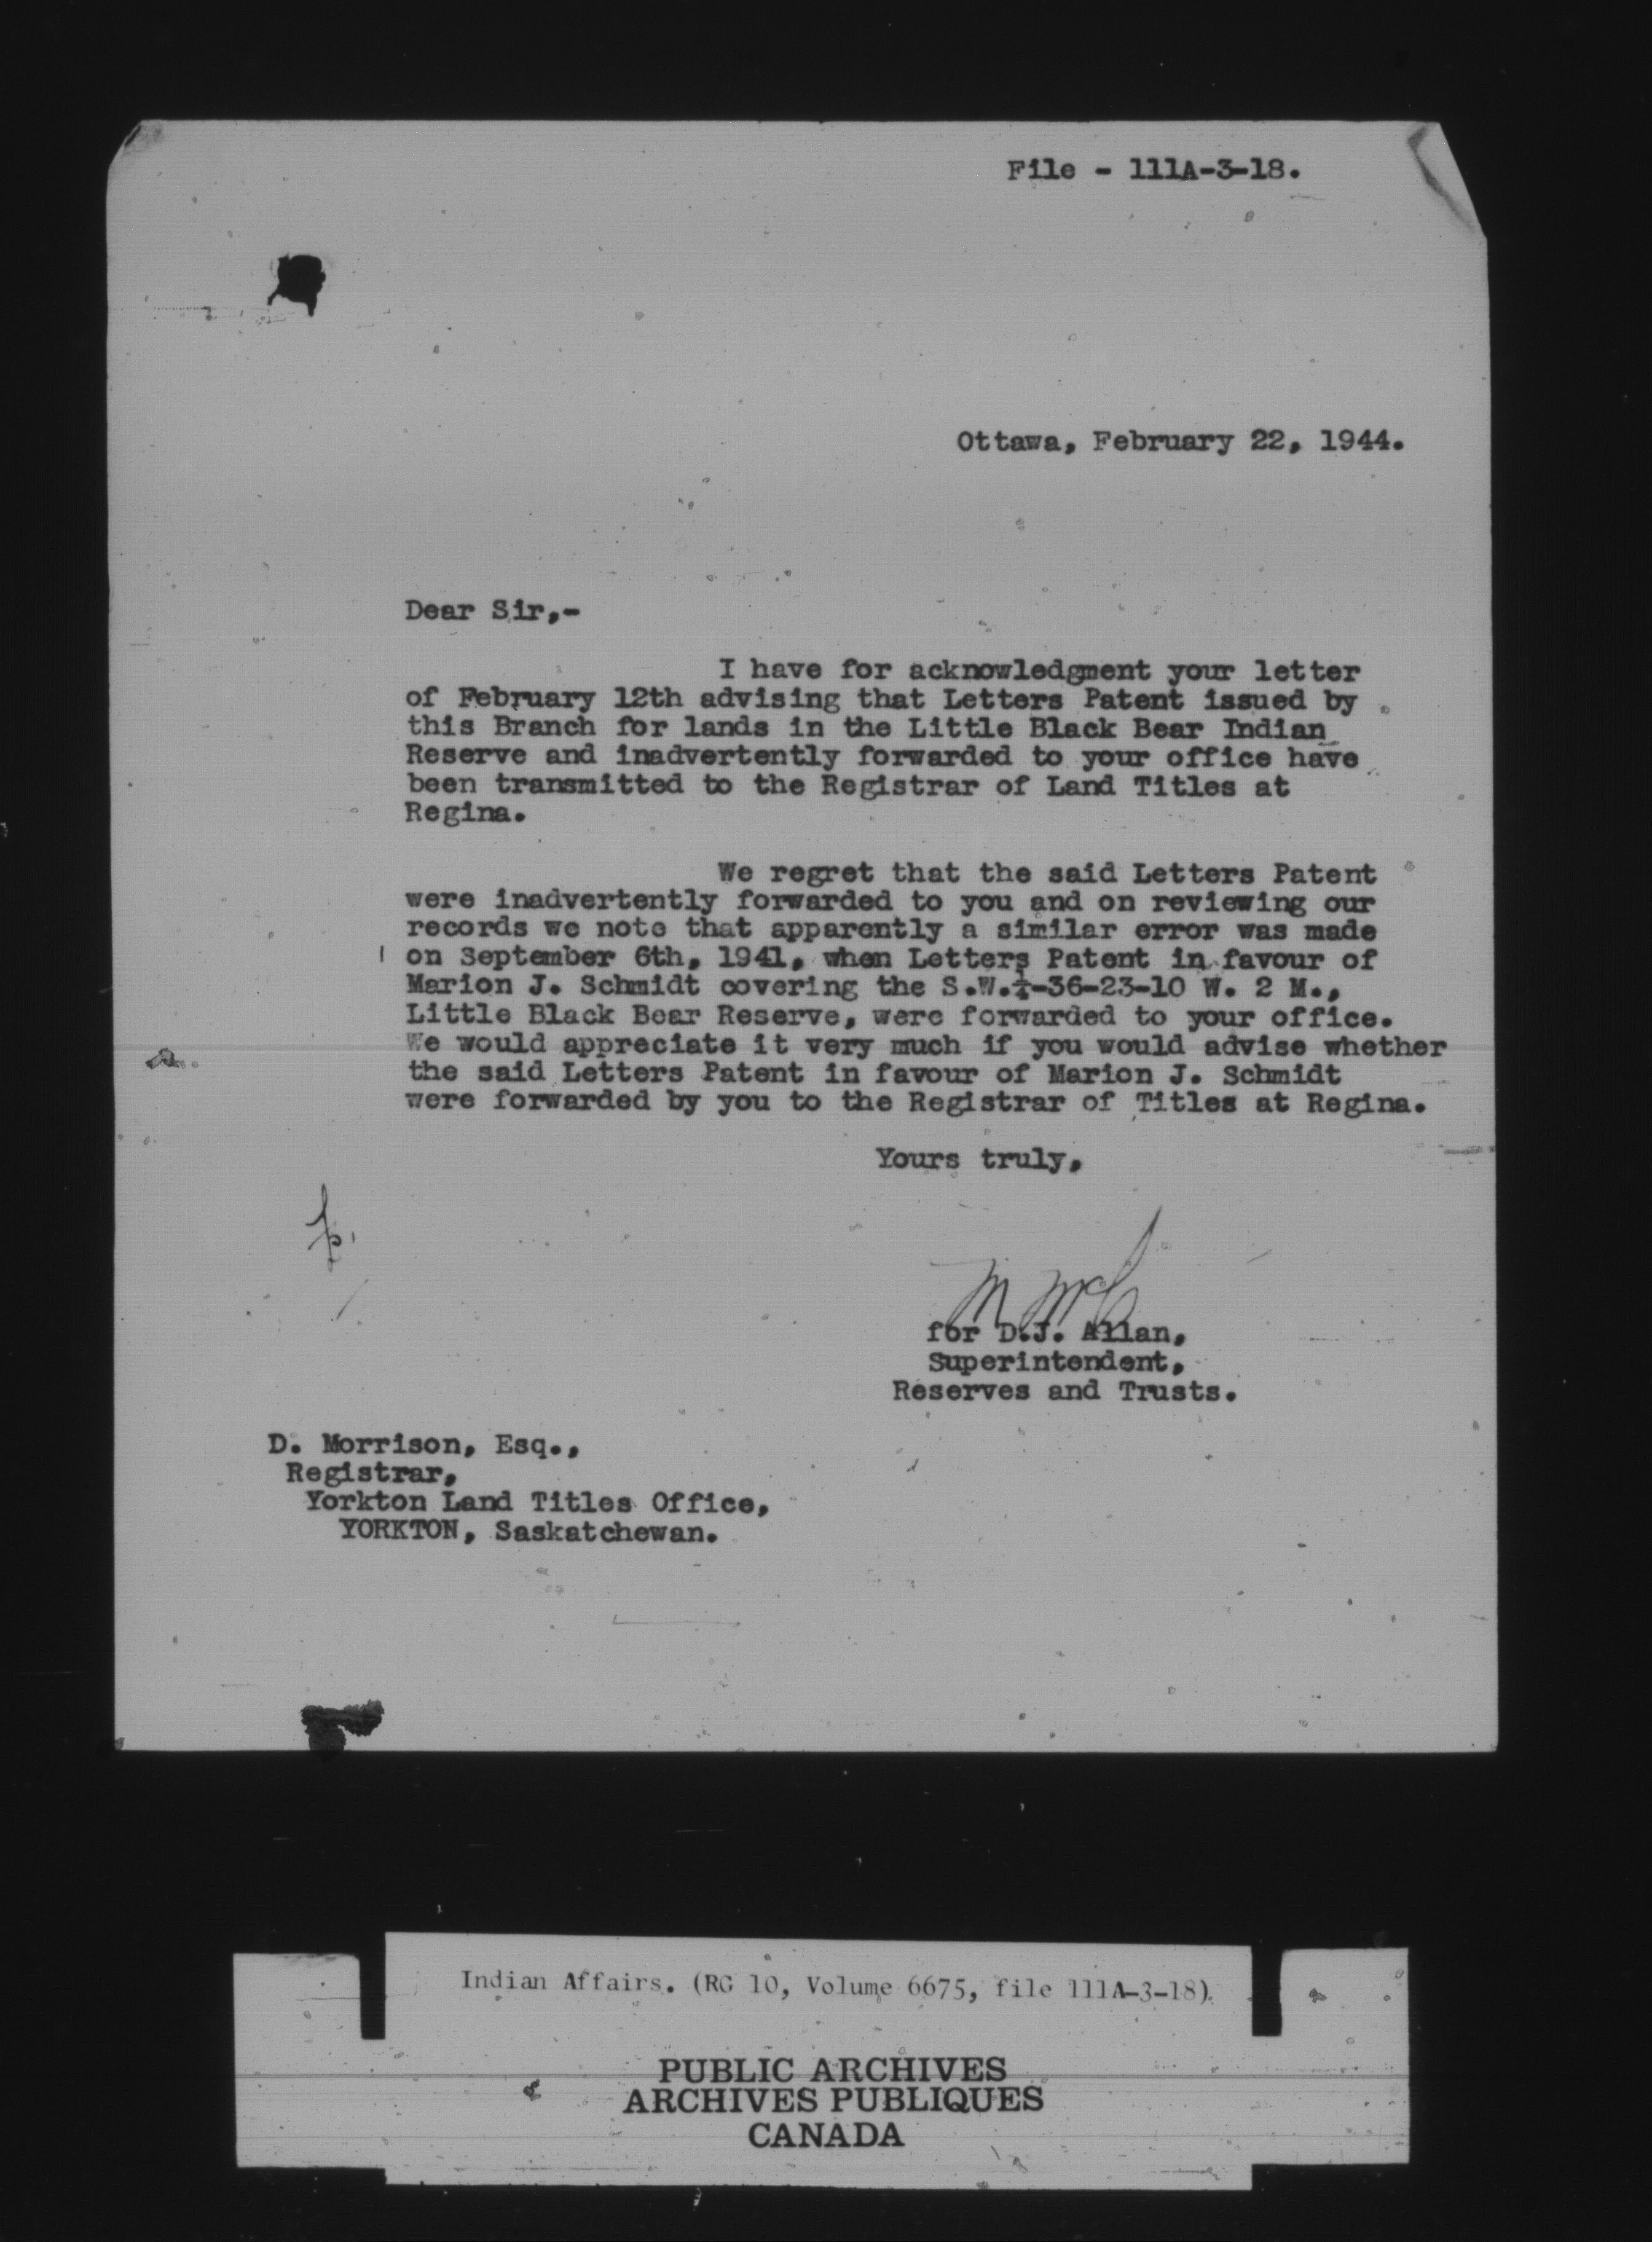 File - 111A-3-18.
Ottawa, February 22, 1944.
Dear Sir,-
I have for acknowledgment your letter
of February 12th advising that Letters Patent issued by
this Branch for lands in the Little Black Bear Indian
Reserve and inadvertently forwarded to your office have
been transmitted to the Registrar of Land Titles at
Regina.
We regret that the said Letters Patent
were inadvertently forwarded to you and on reviewing our
records we note that apparently a similar error was made
on September 6th, 1941, when Letters Patent in favour of
Marion J. Schmidt covering the S.W.¼-36-23-10 W. 2 M.,
Little Black Bear Reserve, were forwarded to your office.
We would appreciate it very much if you would advise whether
the said Letters Patent in favour of Marion J. Schmidt
were forwarded by you to the Registrar of Titles at Regina.
Yours truly,
for D.J. Allan,
Superintendent,
Reserves and Trusts.
D. Morrison, Esq.,
Registrar,
Yorkton Land Titles Office,
YORKTON, Saskatchewan.
Indian Affairs. (RG 10, Volume 6675, file 111A-3-18)
PUBLIC ARCHIVES
ARCHIVES PUBLIQUES
CANADA